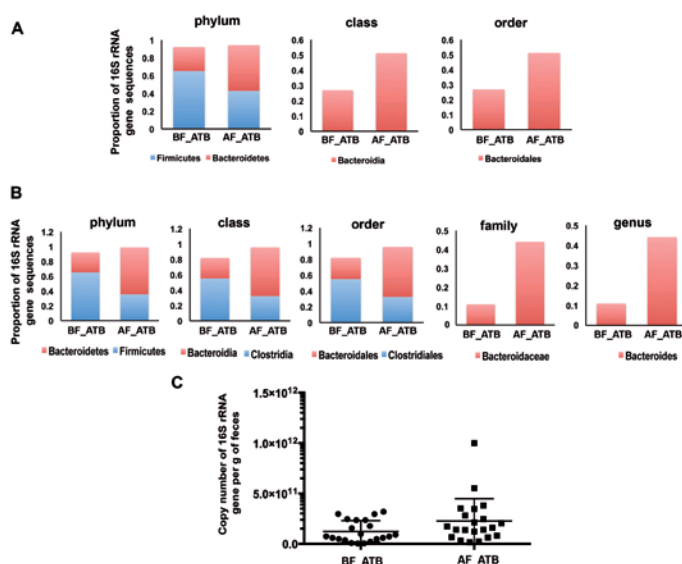 A
phylum
class
order
Proportion of 16S rRNA
gene sequences
1
0.8
0.6
0.4
0.2
0
BF_ATB AF_ATB
Firmicutes Bacteroidetes
0.6
0.5
0.4
0.3
0.2
0.1
0
BF_ATB AF_ATB
Bacteroidia
0.6
0.5
0.4
0.3
0.2
0.1
0
BF_ATB AF_ATB
Bacteroidales
B
phylum
class
order
family
genus
Proportion of 16S rRNA
gene sequences
1.2
1
0.8
0.6
0.4
0.2
0
BF_ATB AF_ATB
Bacteroidetes Firmicutes
1.2
1
0.8
0.6
0.4
0.2
0
BF_ATB AF_ATB
Bacteroidia Clostridia
1.2
1
0.8
0.6
0.4
0.2
0
BF_ATB AF_ATB
Bacteroidales Clostridiales
0.5
0.4
0.3
0.2
0.1
0
BF_ATB AF_ATB
Bacteroidaceae
0.5
0.4
0.3
0.2
0.1
0
BF_ATB AF_ATB
Bacteroides
C
Copy number of 16S rRNA
gene per g of feces
1.5×10¹²
1.0×10¹²
5.0×10¹¹
0.0
BF_ATB AF_ATB